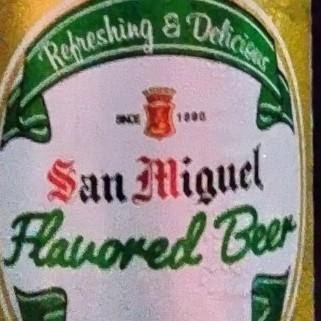 Refreshing & Delicious
SINCE 1890
San Miguel
Flavored Beer